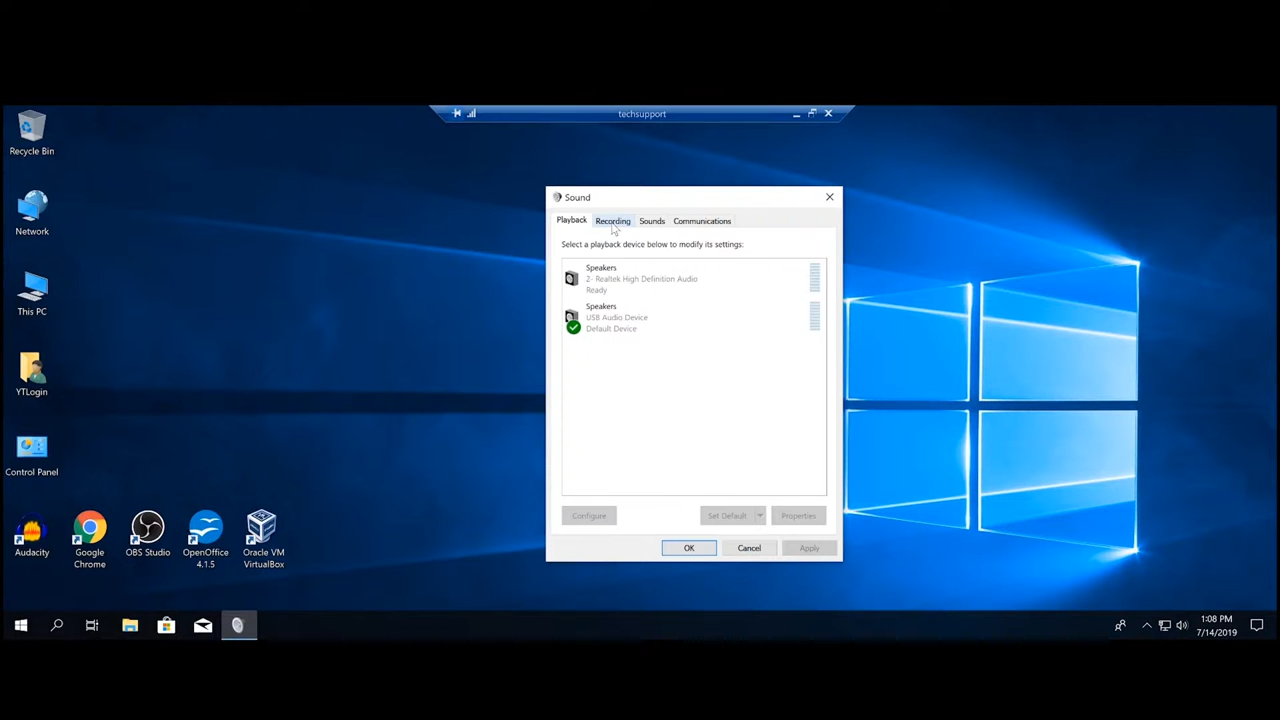 techsupport
Recycle Bin
Network
This PC
YTLogin
Control Panel
Audacity
Google
Chrome
OBS Studio
OpenOffice
4.1.5
Oracle VM
VirtualBox
Sound
Playback Recording Sounds Communications
Select a playback device below to modify its settings:
Speakers
2- Realtek High Definition Audio
Ready
Speakers
USB Audio Device
Default Device
Configure Set Default Properties
OK Cancel Apply
1:08 PM
7/14/2019